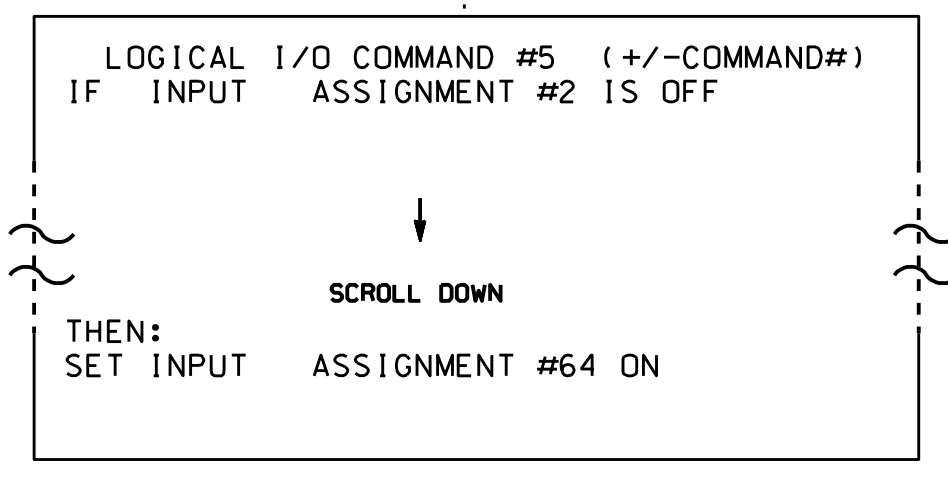 LOGICAL I/O COMMAND #5 (+/-COMMAND#)
IF INPUT ASSIGNMENT #2 IS OFF
SCROLL DOWN
THEN:
SET INPUT ASSIGNMENT #64 ON